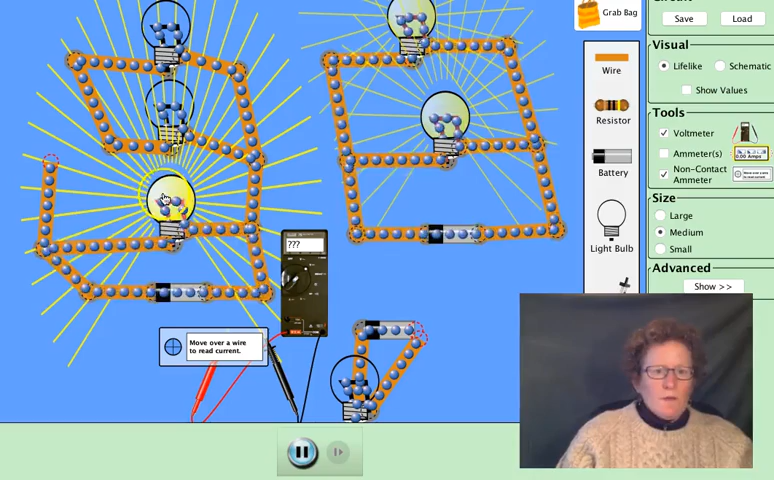 Circuit
Grab Bag
Save
Load
Visual
Lifelike
Schematic
Show Values
Wire
Tools
Voltmeter
Resistor
Ammeter(s)
Non-Contact
Ammeter
Battery
Size
Large
Medium
Light Bulb
Small
???
Advanced
Show >>
Move over a wire
to read current.